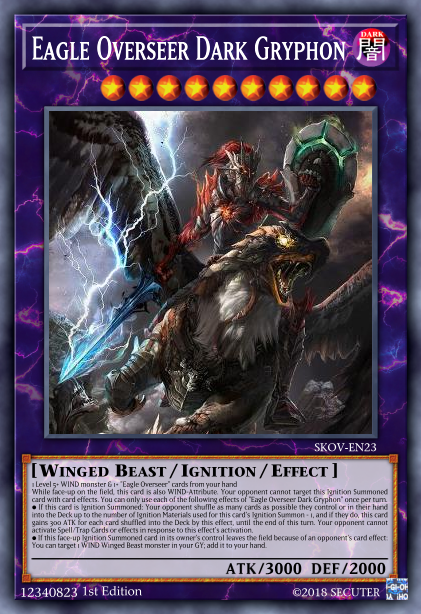 EAGLE OVERSEER DARK GRYPHON
DARK
闇
SKOV-EN23
[WINGED BEAST / IGNITION / EFFECT ]
1 Level 5+ WIND monster & 1+ "Eagle Overseer" cards from your hand
While face-up on the field, this card is also WIND-Attribute. Your opponent cannot target this Ignition Summoned
card with card effects. You can only use each of the following effects of "Eagle Overseer Dark Gryphon" once per turn.
● If this card is Ignition Summoned: Your opponent shuffle as many cards as possible they control or in their hand
into the Deck up to the number of Ignition Materials used for this card's Ignition Summon - 1, and if they do, this card
gains 300 ATK for each card shuffled into the Deck by this effect, until the end of this turn. Your opponent cannot
activate Spell/Trap Cards or effects in response to this effect's activation.
● If this face-up Ignition Summoned card in its owner's control leaves the field because of an opponent's card effect:
You can target 1 WIND Winged Beast monster in your GY; add it to your hand.
ATK/3000 DEF/2000
12340823 1st Edition
©2018 SECUTER